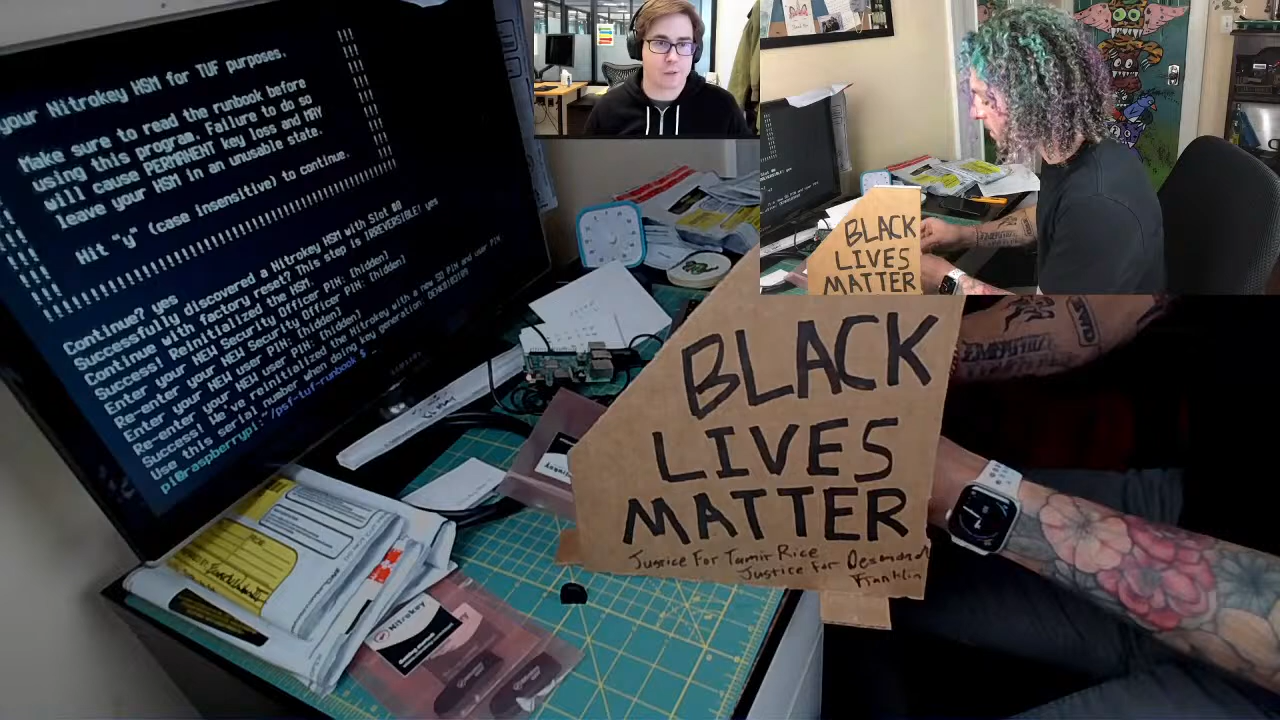 your Nitrokey HSM for TUF purposes.
Make sure to read the runbook before
using this program. Failure to do so
will cause PERMANENT key loss and MAY
leave your HSM in an unusable state.
Hit "y" (case insensitive) to continue.
Continue? yes
Successfully discovered a Nitrokey HSM with Slot #0
Continue with factory reset? This step is IRREVERSIBLE! yes
Success! Reinitialized the HSM.
Enter your NEW Security Officer PIN: [hidden]
Re-enter your NEW Security Officer PIN: [hidden]
Enter your NEW user PIN: [hidden]
Re-enter your NEW user PIN: [hidden]
Success! We've reinitialized the Nitrokey with a new SO PIN and user PIN
Use this serial number when doing key generation:
pi@raspberrypi:~/psf-tuf-runbook $
SAMSUNG
BLACK
LIVES
MATTER
BLACK
LIVES
MATTER
Justice For Tamir Rice
Justice For Desmond
Franklin
Nitrokey